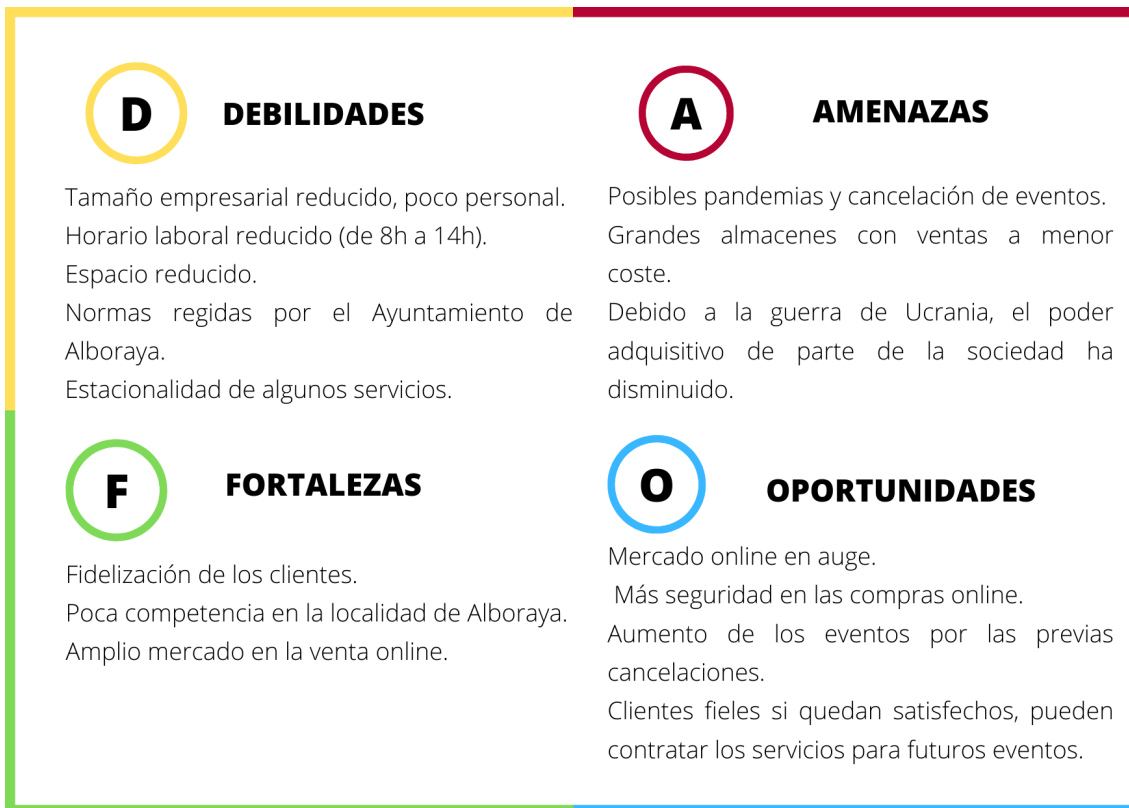 D
DEBILIDADES
Tamaño empresarial reducido, poco personal.
Horario laboral reducido (de 8h a 14h).
Espacio reducido.
Normas regidas por el Ayuntamiento de
Alboraya.
Estacionalidad de algunos servicios.
A
AMENAZAS
Posibles pandemias y cancelación de eventos.
Grandes almacenes con ventas a menor
coste.
Debido a la guerra de Ucrania, el poder
adquisitivo de parte de la sociedad ha
disminuido.
F
FORTALEZAS
Fidelización de los clientes.
Poca competencia en la localidad de Alboraya.
Amplio mercado en la venta online.
O
OPORTUNIDADES
Mercado online en auge.
Más seguridad en las compras online.
Aumento de los eventos por las previas
cancelaciones.
Clientes fieles si quedan satisfechos, pueden
contratar los servicios para futuros eventos.